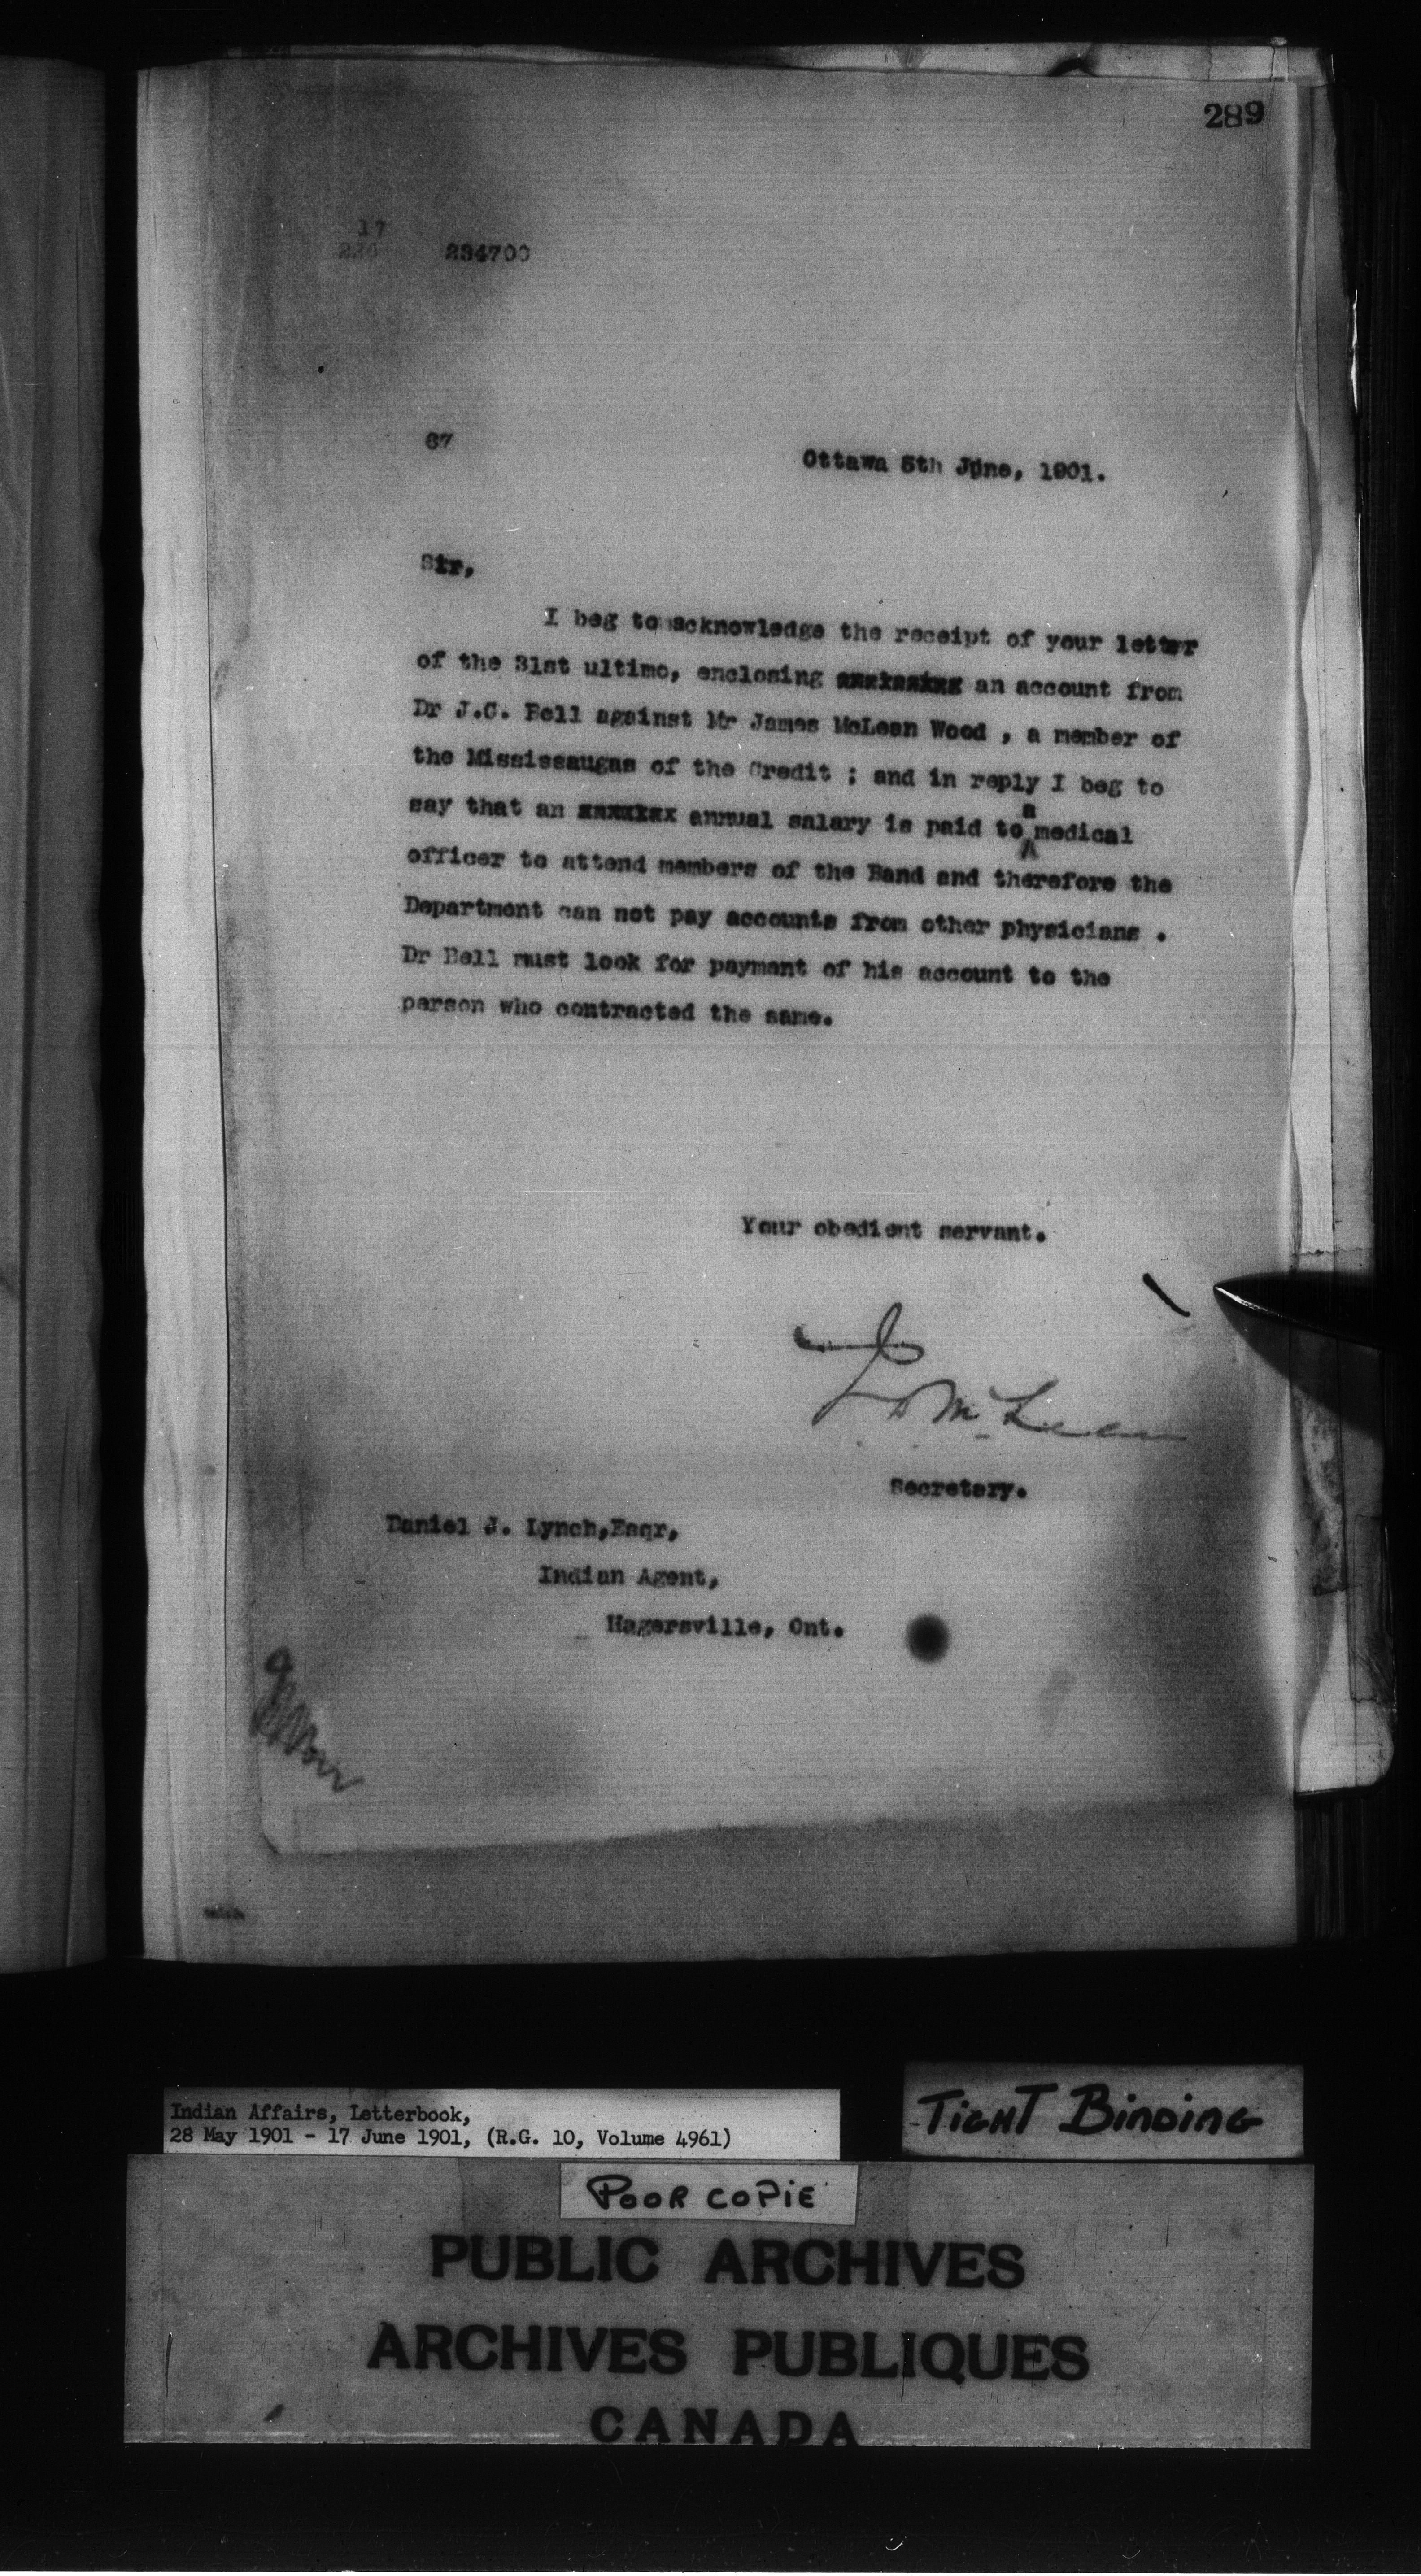 289
17
234700
67
Ottawa 5th June, 1901.
Sir,
I beg to acknowledge the receipt of your letter
of the 31st ultimo, enclosing an account from
Dr J.C. Bell against Mr James McLean Wood , a member of
the Mississaugas of the Credit ; and in reply I beg to
say that an xxxxxxx annual salary is paid to a medical
officer to attend members of the Band and therefore the
Department can not pay accounts from other physicians .
Dr Bell must look for payment of his account to the
person who contracted the same.
Your obedient servant.
J D McLean
Secretary.
Daniel J. Lynch,Esqr,
Indian Agent,
Hagersville, Ont.
Indian Affairs, Letterbook,
28 May 1901 - 17 June 1901, (R.G. 10, Volume 4961)
TIGHT BINDING
POOR COPIE
PUBLIC ARCHIVES
ARCHIVES PUBLIQUES
CANADA